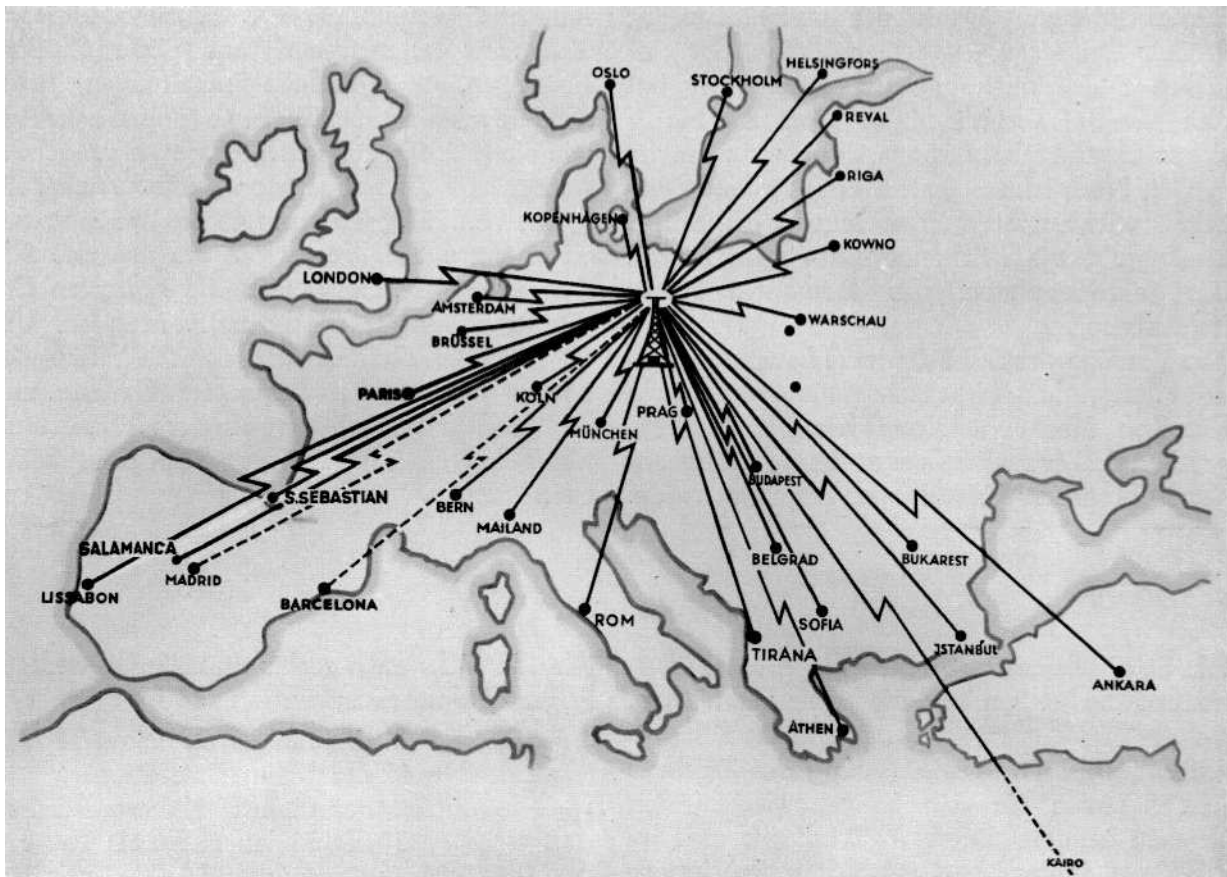 OSLO
STOCKHOLM
HELSINGFORS
REVAL
RIGA
KOPENHAGEN
KOWNO
LONDON
AMSTERDAM
WARSCHAU
BRÜSSEL
PARIS
KÖLN
PRAG
MÜNCHEN
BUDAPEST
S.SEBASTIAN
BERN
MAILAND
SALAMANCA
BELGRAD
BUKAREST
MADRID
LISSABON
BARCELONA
ROM
SOFIA
TIRANA
JSTANBUL
ANKARA
ATHEN
KAIRO